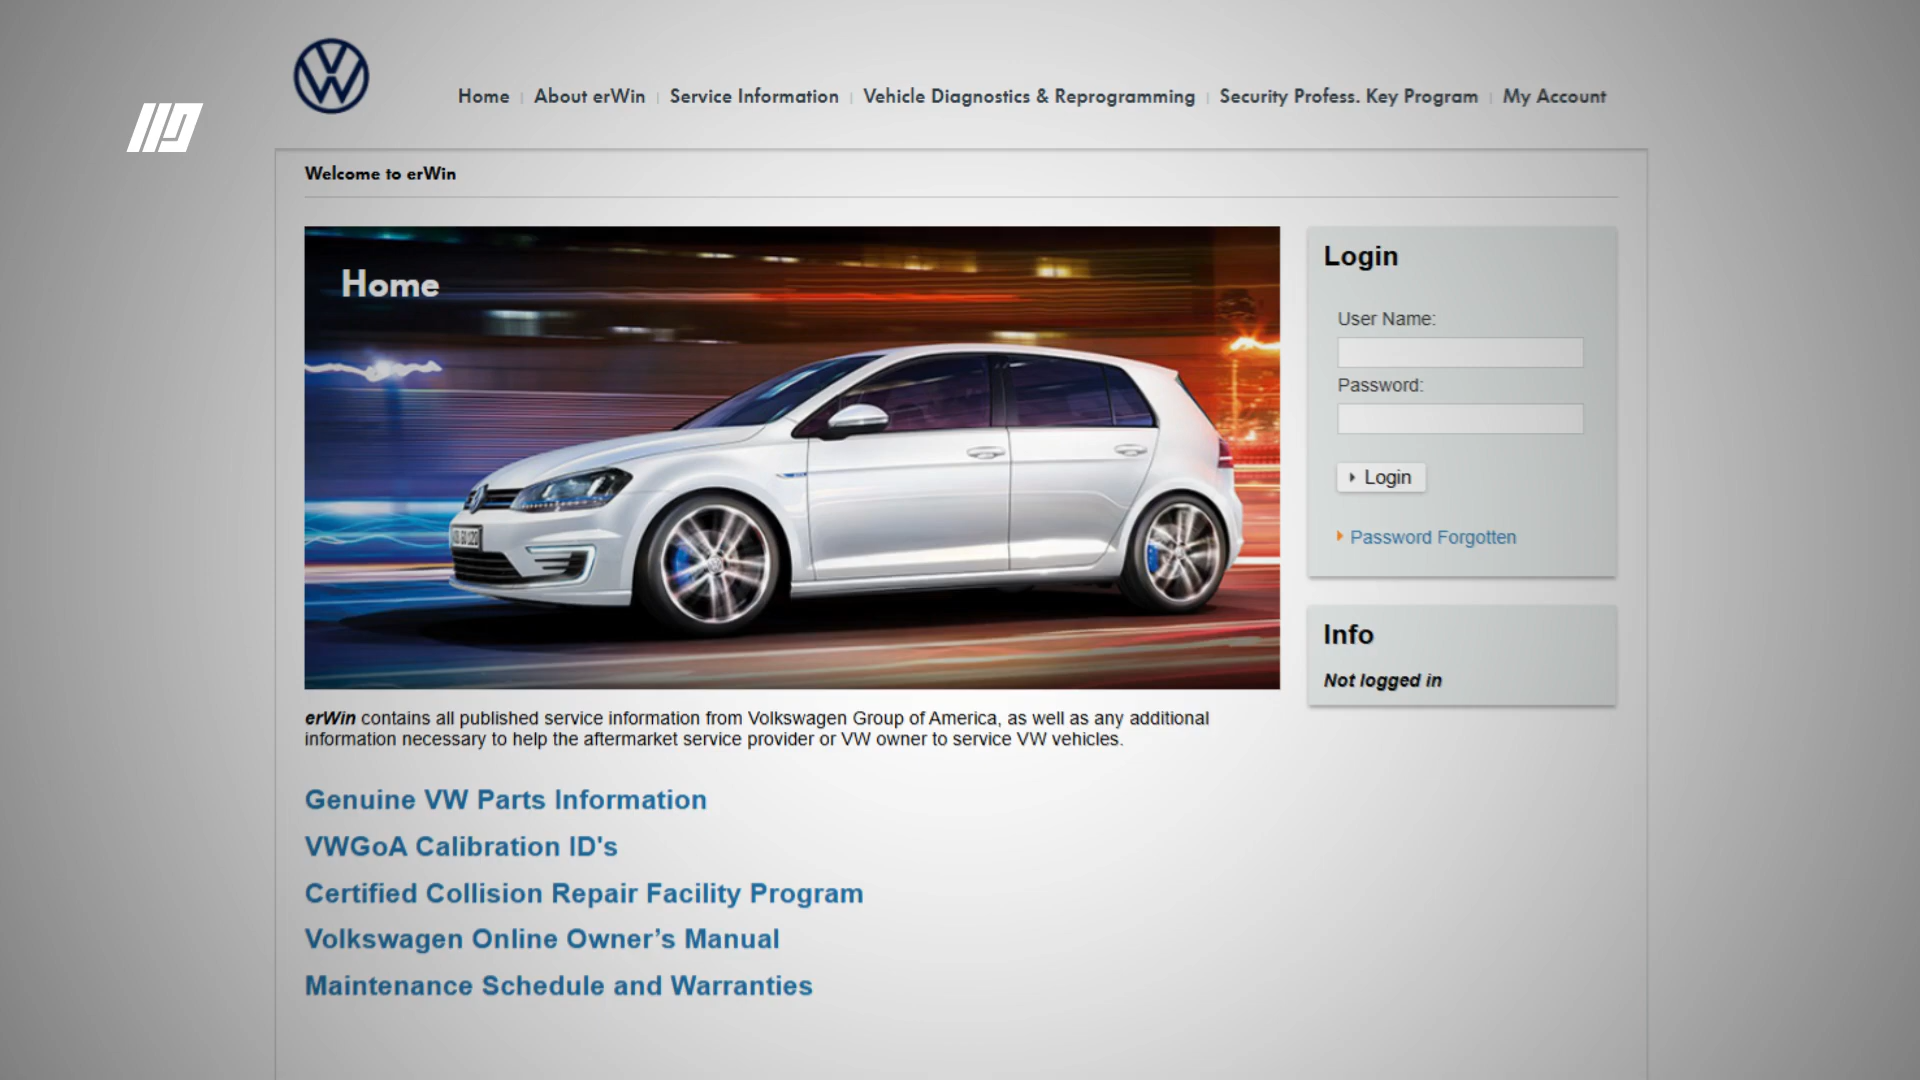 Home | About erWin | Service Information | Vehicle Diagnostics & Reprogramming | Security Profess. Key Program | My Account
Welcome to erWin
Home
Login
User Name:
Password:
Login
Password Forgotten
Info
Not logged in
erWin contains all published service information from Volkswagen Group of America, as well as any additional
information necessary to help the aftermarket service provider or VW owner to service VW vehicles.
Genuine VW Parts Information
VWGoA Calibration ID's
Certified Collision Repair Facility Program
Volkswagen Online Owner’s Manual
Maintenance Schedule and Warranties